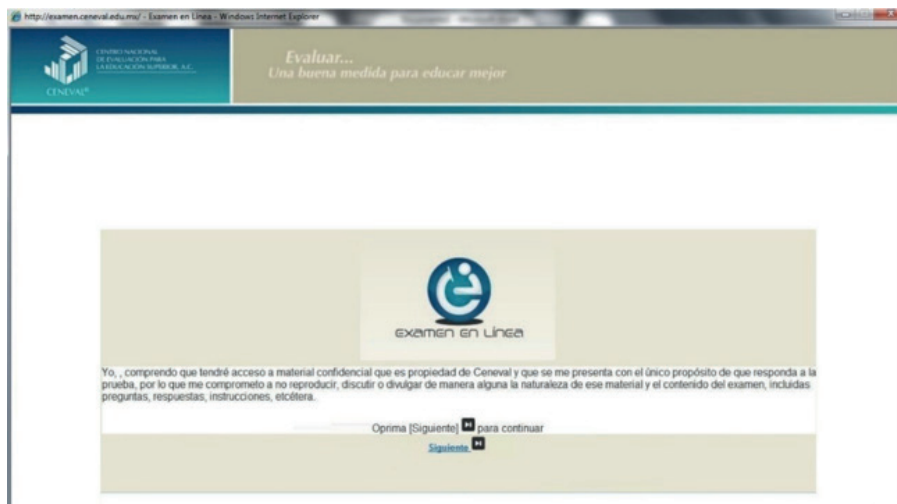 http://examen.ceneval.edu.mx/ - Examen en Línea - Windows Internet Explorer
CENTRO NACIONAL
DE EVALUACIÓN PARA
LA EDUCACIÓN SUPERIOR, A.C.
CENEVAL®
Evaluar...
Una buena medida para educar mejor
examen en Línea
Yo, , comprendo que tendré acceso a material confidencial que es propiedad de Ceneval y que se me presenta con el único propósito de que responda a la
prueba, por lo que me comprometo a no reproducir, discutir o divulgar de manera alguna la naturaleza de ese material y el contenido del examen, incluidas
preguntas, respuestas, instrucciones, etcétera.
Oprima [Siguiente] para continuar
Siguiente